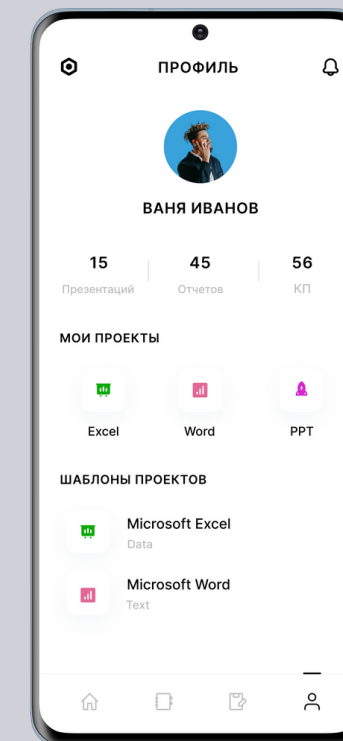 ПРОФИЛЬ
ВАНЯ ИВАНОВ
15 45 56
Презентаций Отчетов КП
МОИ ПРОЕКТЫ
Excel Word PPT
ШАБЛОНЫ ПРОЕКТОВ
Microsoft Excel
Data
Microsoft Word
Text